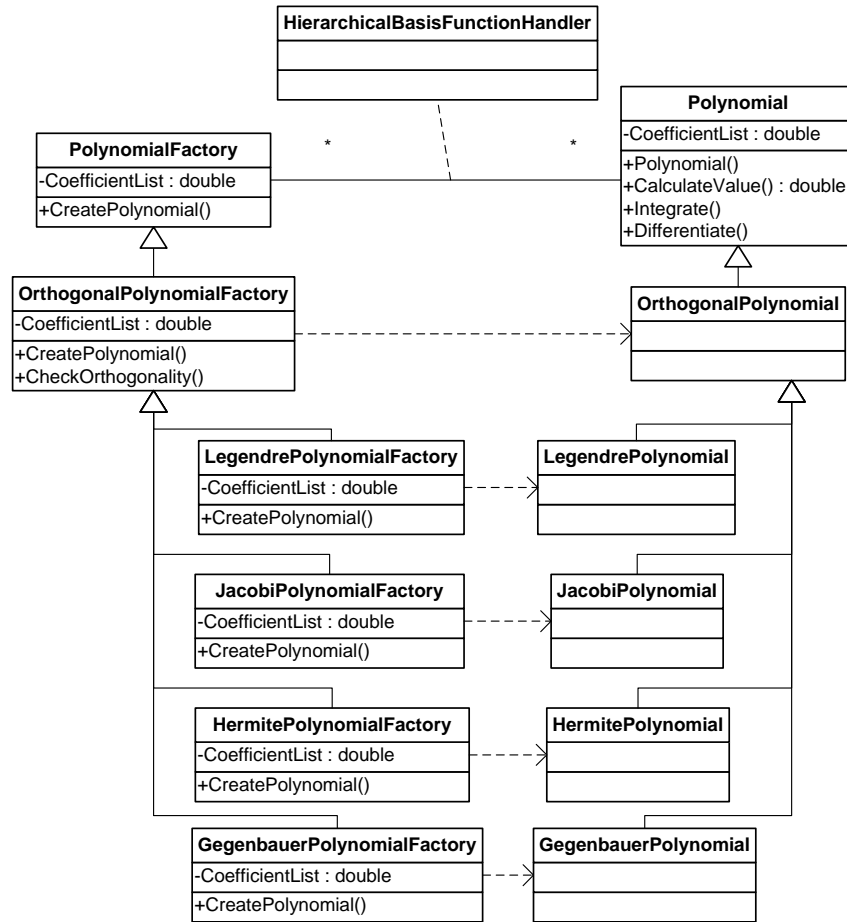 HierarchicalBasisFunctionHandler
Polynomial
-CoefficientList : double
+Polynomial()
+CalculateValue() : double
+Integrate()
+Differentiate()
*
*
PolynomialFactory
-CoefficientList : double
+CreatePolynomial()
OrthogonalPolynomialFactory
-CoefficientList : double
+CreatePolynomial()
+CheckOrthogonality()
OrthogonalPolynomial
LegendrePolynomialFactory
-CoefficientList : double
+CreatePolynomial()
LegendrePolynomial
JacobiPolynomialFactory
-CoefficientList : double
+CreatePolynomial()
JacobiPolynomial
HermitePolynomialFactory
-CoefficientList : double
+CreatePolynomial()
HermitePolynomial
GegenbauerPolynomialFactory
-CoefficientList : double
+CreatePolynomial()
GegenbauerPolynomial